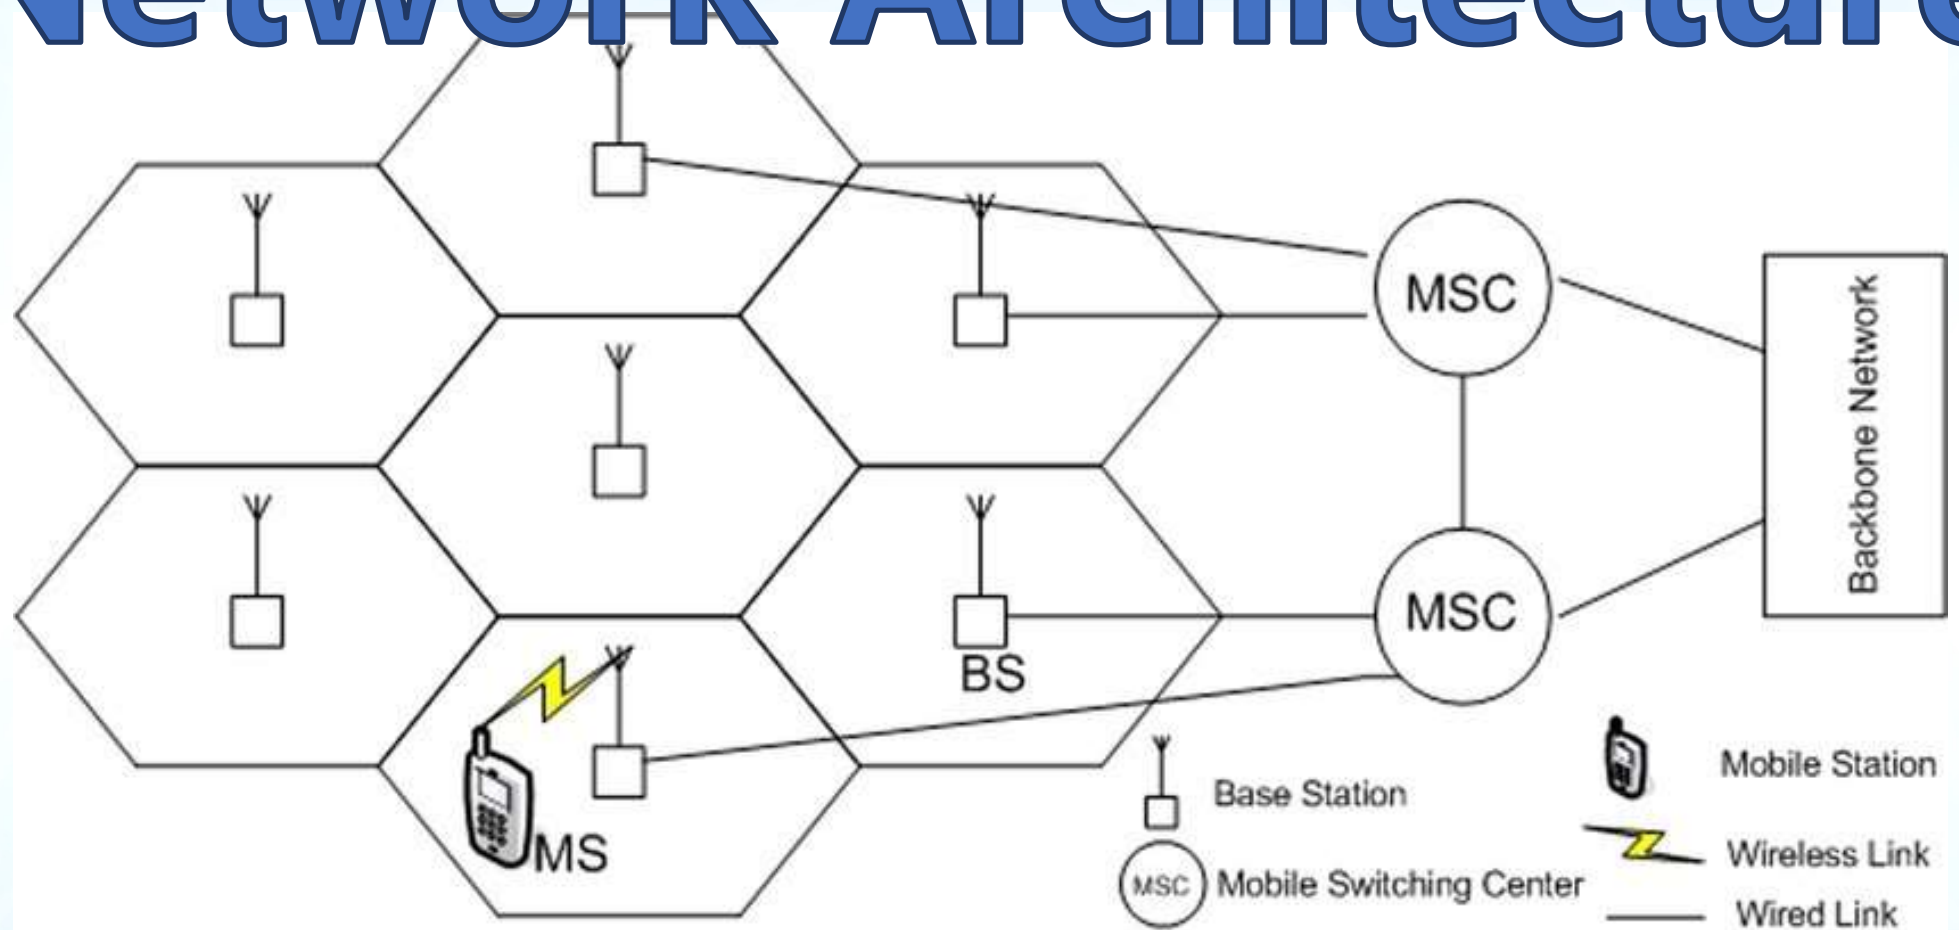 Network Architecture
MSC
MSC
Backbone Network
BS
MS
Base Station
MSC
Mobile Switching Center
Mobile Station
Wireless Link
Wired Link